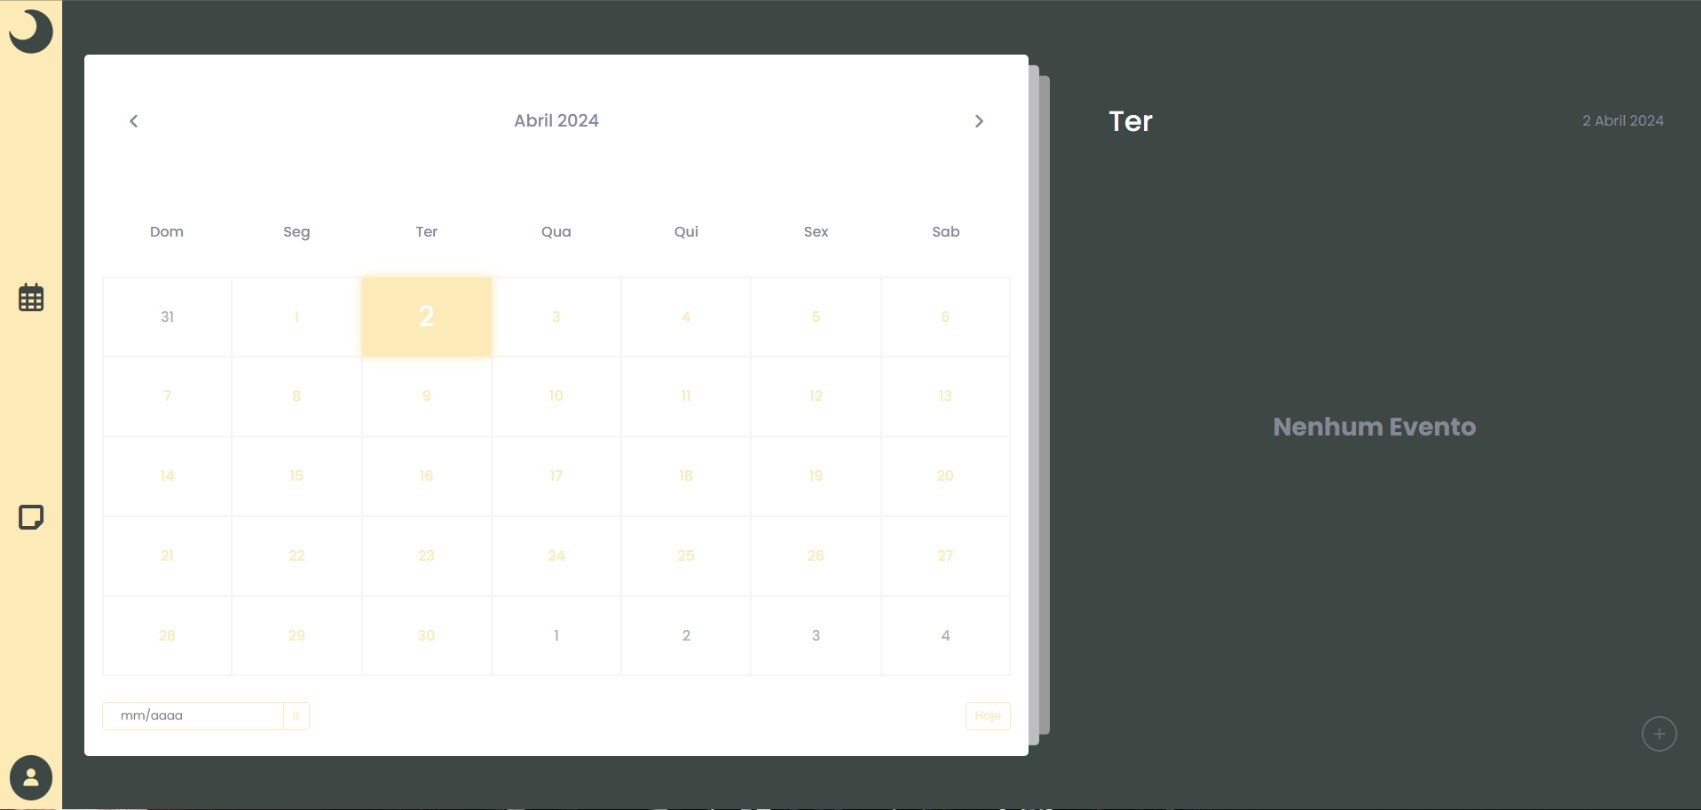 Abril 2024
Dom Seg Ter Qua Qui Sex Sab
31 1 2 3 4 5 6
7 8 9 10 11 12 13
14 15 16 17 18 19 20
21 22 23 24 25 26 27
28 29 30 1 2 3 4
mm/aaaa Ir Hoje
Ter 2 Abril 2024
Nenhum Evento
+